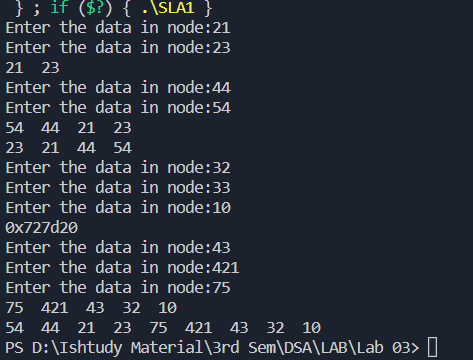 } ; if ($?) { .\SLA1 }
Enter the data in node:21
Enter the data in node:23
21  23
Enter the data in node:44
Enter the data in node:54
54  44  21  23
23  21  44  54
Enter the data in node:32
Enter the data in node:33
Enter the data in node:10
0x727d20
Enter the data in node:43
Enter the data in node:421
Enter the data in node:75
75  421  43  32  10
54  44  21  23  75  421  43  32  10
PS D:\Ishtudy Material\3rd Sem\DSA\LAB\Lab 03>